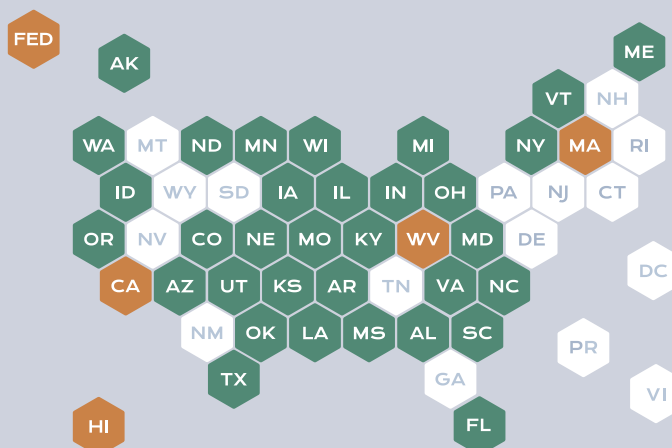 FED
AK
ME
VT NH
WA MT ND MN WI MI NY MA RI
ID WY SD IA IL IN OH PA NJ CT
OR NV CO NE MO KY WV MD DE
DC
CA AZ UT KS AR TN VA NC
NM OK LA MS AL SC
PR
TX GA
VI
HI FL